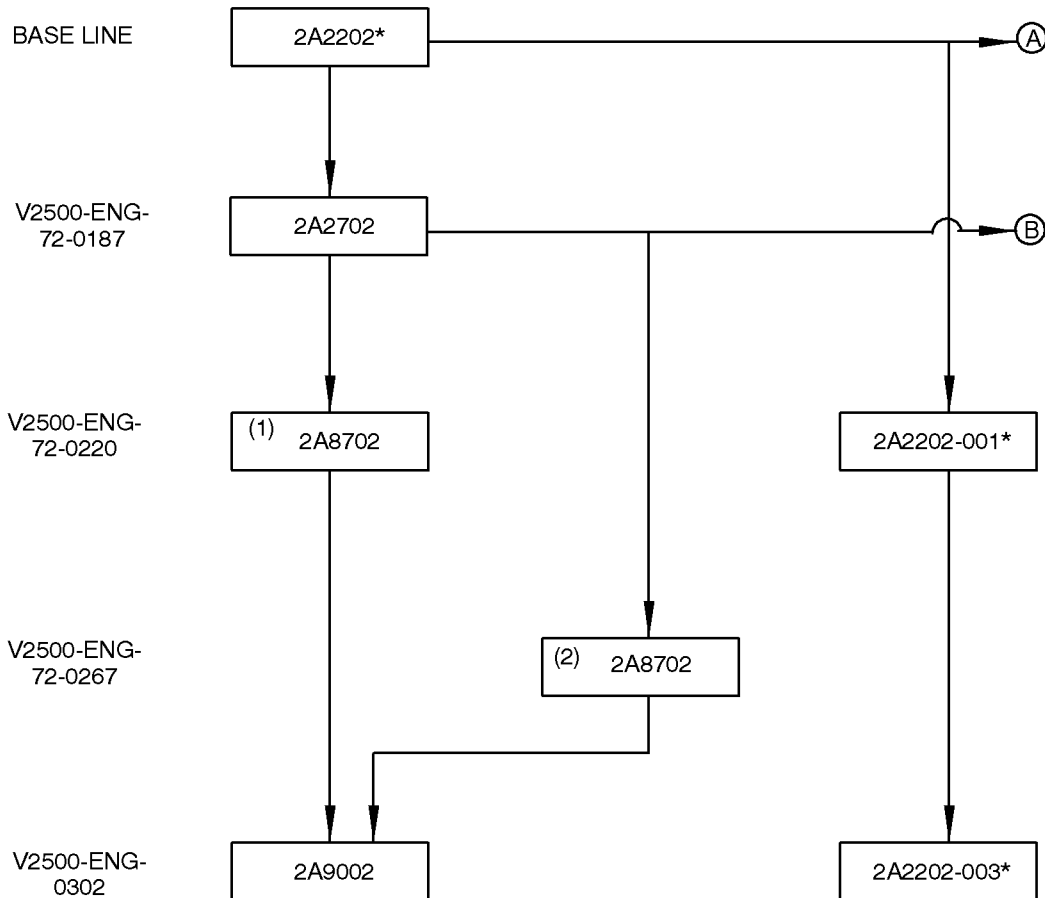 BASE LINE
2A2202*
A
V2500-ENG-
72-0187
2A2702
B
V2500-ENG-
72-0220
(1) 2A8702
2A2202-001*
V2500-ENG-
72-0267
(2) 2A8702
V2500-ENG-
0302
2A9002
2A2202-003*